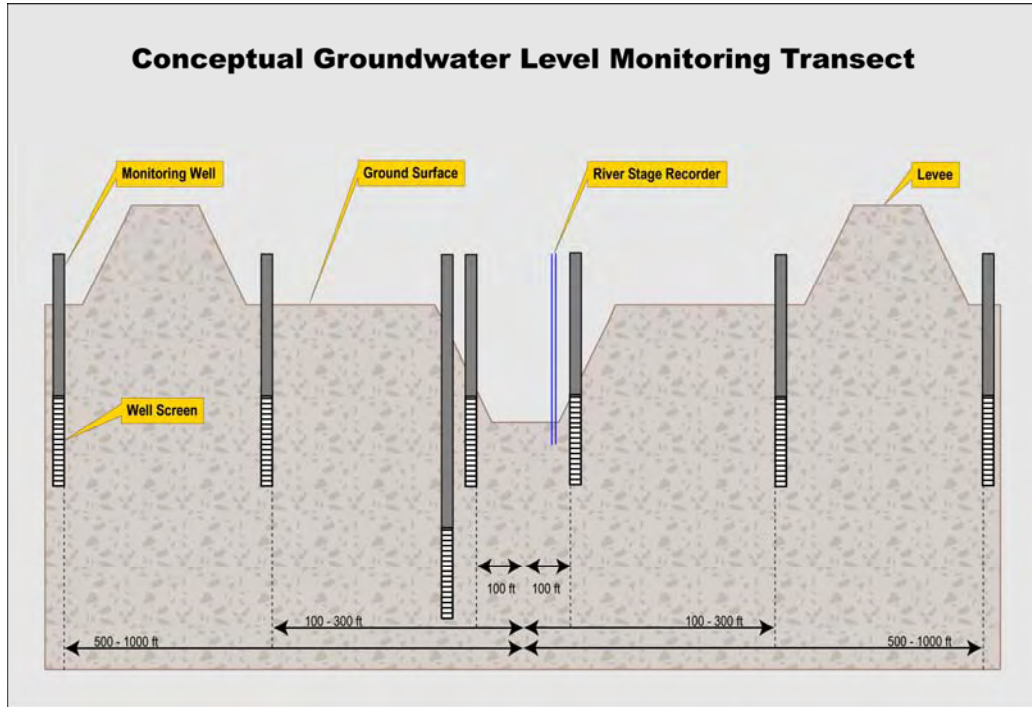 Conceptual Groundwater Level Monitoring Transect
Monitoring Well
Ground Surface
River Stage Recorder
Levee
Well Screen
100 ft
100 ft
100 - 300 ft
100 - 300 ft
500 - 1000 ft
500 - 1000 ft